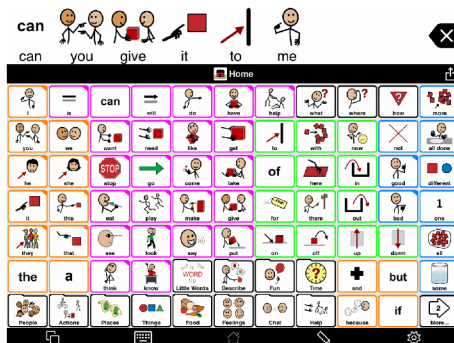 can
can you give it to me
Home
I is can will do have help what where how more
you we want need like get to with now not all done
he she STOP stop go come take of here in good different
it this eat play make give for there out bad 1 one
they that see look say put on off up down all
the a think know WORD UP Little Words Describe Fun Time and but some
People Actions Places Things Food Feelings Chat Help because if 2 More...